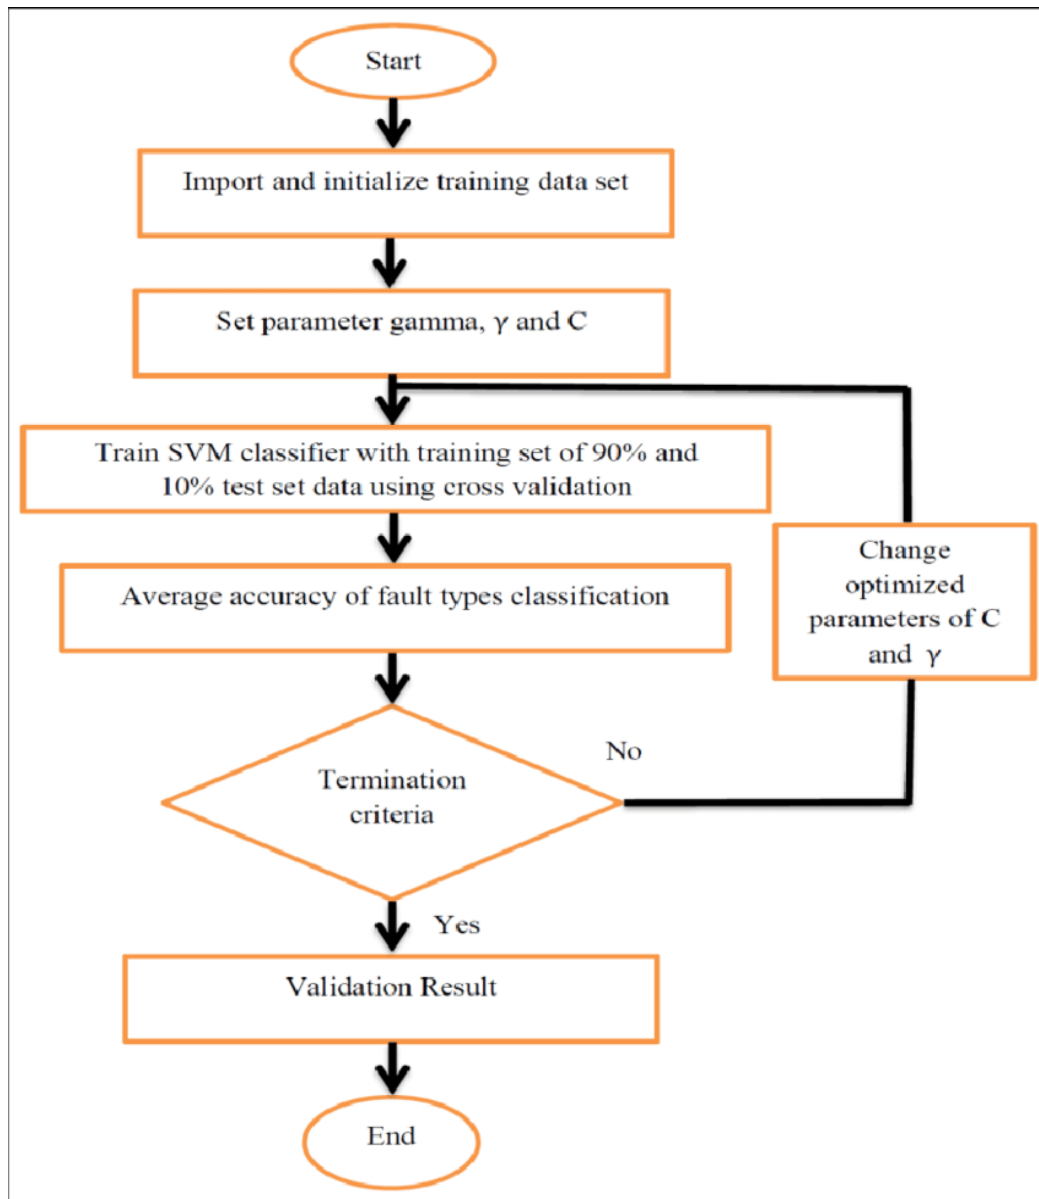 Start
Import and initialize training data set
Set parameter gamma, γ and C
Train SVM classifier with training set of 90% and
10% test set data using cross validation
Average accuracy of fault types classification
Change
optimized
parameters of C
and γ
No
Termination
criteria
Yes
Validation Result
End